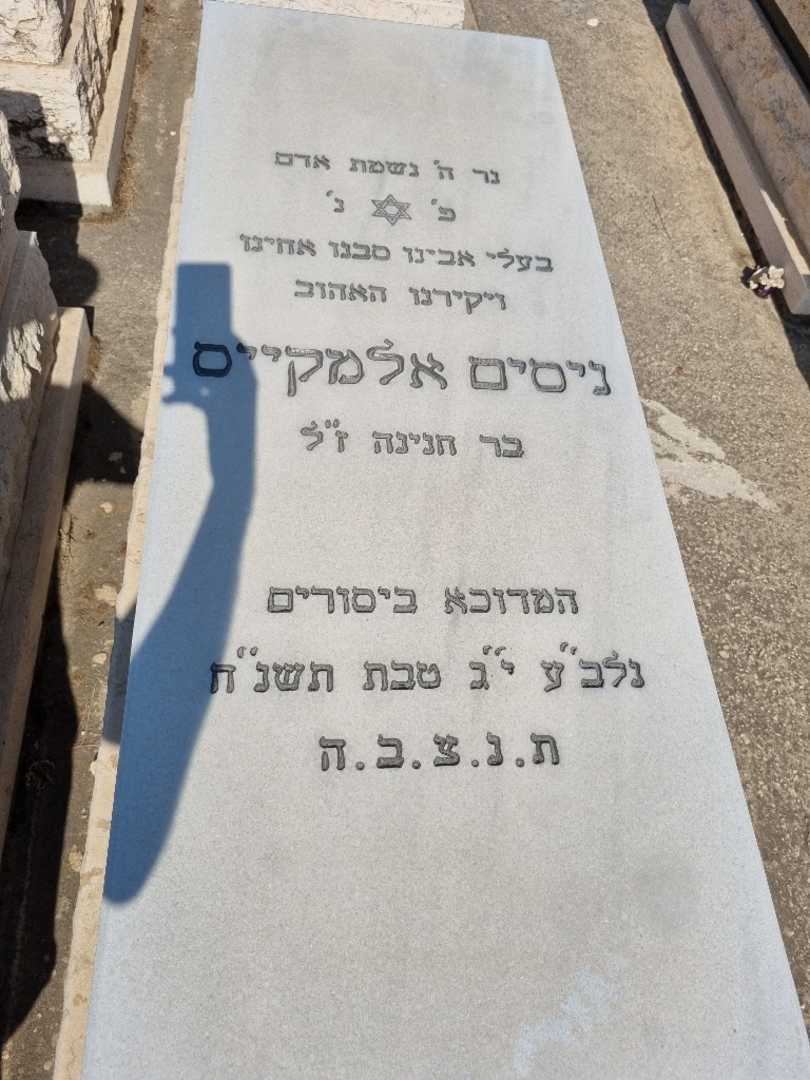 נר ה' נשמת אדם
פ' נ'
בעלי אבינו סבנו אחינו
ויקירנו האהוב
ניסים אלמקייס
בר חנינה ז"ל
המדוכא ביסורים
נלב"ע י"ג טבת תשנ"ח
ת.נ.צ.ב.ה